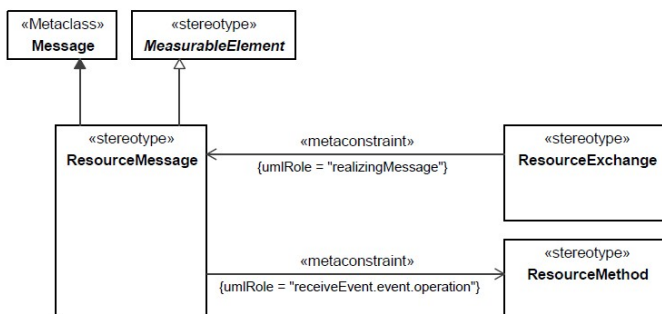 «Metaclass»
Message
«stereotype»
MeasurableElement
«stereotype»
ResourceMessage
«metaconstraint»
{umlRole = "realizingMessage"}
«stereotype»
ResourceExchange
«metaconstraint»
{umlRole = "receiveEvent.event.operation"}
«stereotype»
ResourceMethod